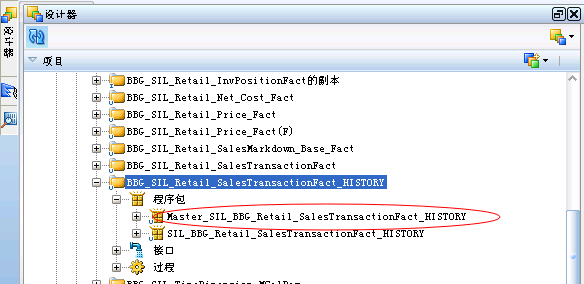 设计器
设计器
项目
BBG_SIL_Retail_InvPositionFact的副本
BBG_SIL_Retail_Net_Cost_Fact
BBG_SIL_Retail_Price_Fact
BBG_SIL_Retail_Price_Fact(F)
BBG_SIL_Retail_SalesMarkdown_Base_Fact
BBG_SIL_Retail_SalesTransactionFact
BBG_SIL_Retail_SalesTransactionFact_HISTORY
程序包
Master_SIL_BBG_Retail_SalesTransactionFact_HISTORY
SIL_BBG_Retail_SalesTransactionFact_HISTORY
接口
过程